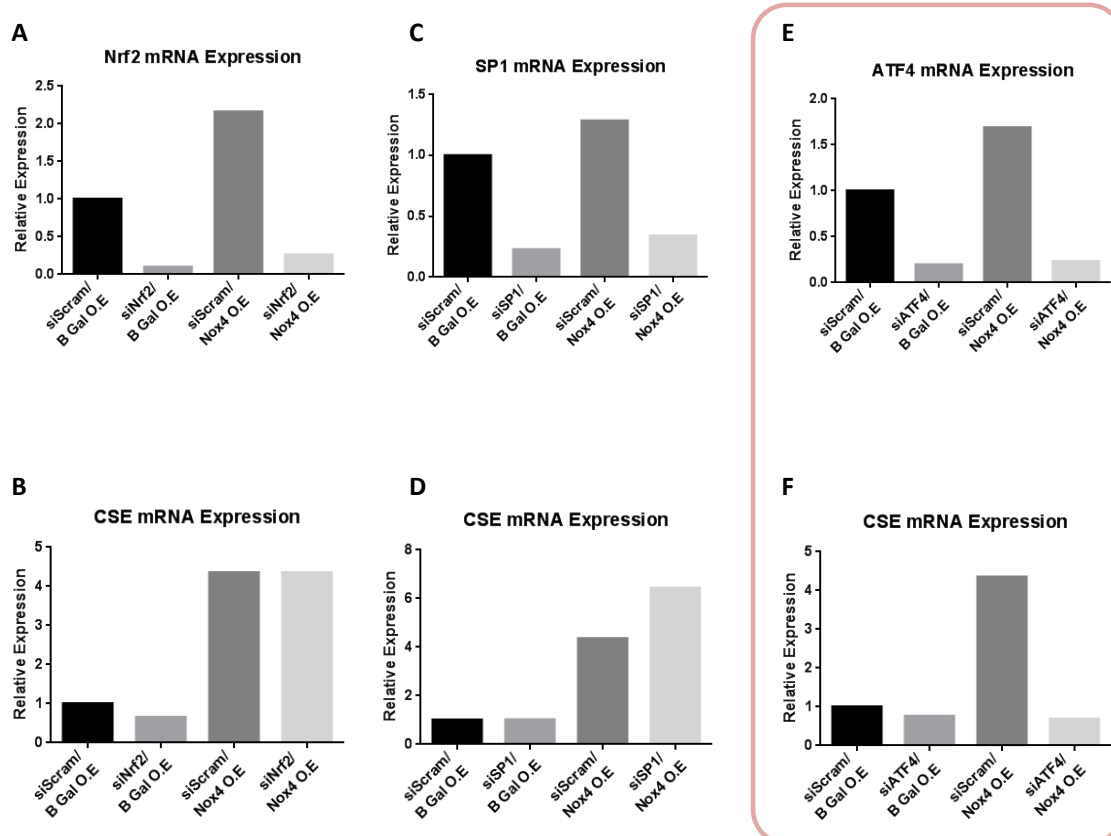 A
Nrf2 mRNA Expression
Relative Expression
2.5
2.0
1.5
1.0
0.5
0.0
siScram/
B Gal O.E
siNrf2/
B Gal O.E
siScram/
Nox4 O.E
siNrf2/
Nox4 O.E
C
SP1 mRNA Expression
Relative Expression
1.5
1.0
0.5
0.0
siScram/
B Gal O.E
siSP1/
B Gal O.E
siScram/
Nox4 O.E
siSP1/
Nox4 O.E
E
ATF4 mRNA Expression
Relative Expression
2.0
1.5
1.0
0.5
0.0
siScram/
B Gal O.E
siATF4/
B Gal O.E
siScram/
Nox4 O.E
siATF4/
Nox4 O.E
B
CSE mRNA Expression
Relative Expression
5
4
3
2
1
0
siScram/
B Gal O.E
siNrf2/
B Gal O.E
siScram/
Nox4 O.E
siNrf2/
Nox4 O.E
D
CSE mRNA Expression
Relative Expression
8
6
4
2
0
siScram/
B Gal O.E
siSP1/
B Gal O.E
siScram/
Nox4 O.E
siSP1/
Nox4 O.E
F
CSE mRNA Expression
Relative Expression
5
4
3
2
1
0
siScram/
B Gal O.E
siATF4/
B Gal O.E
siScram/
Nox4 O.E
siATF4/
Nox4 O.E